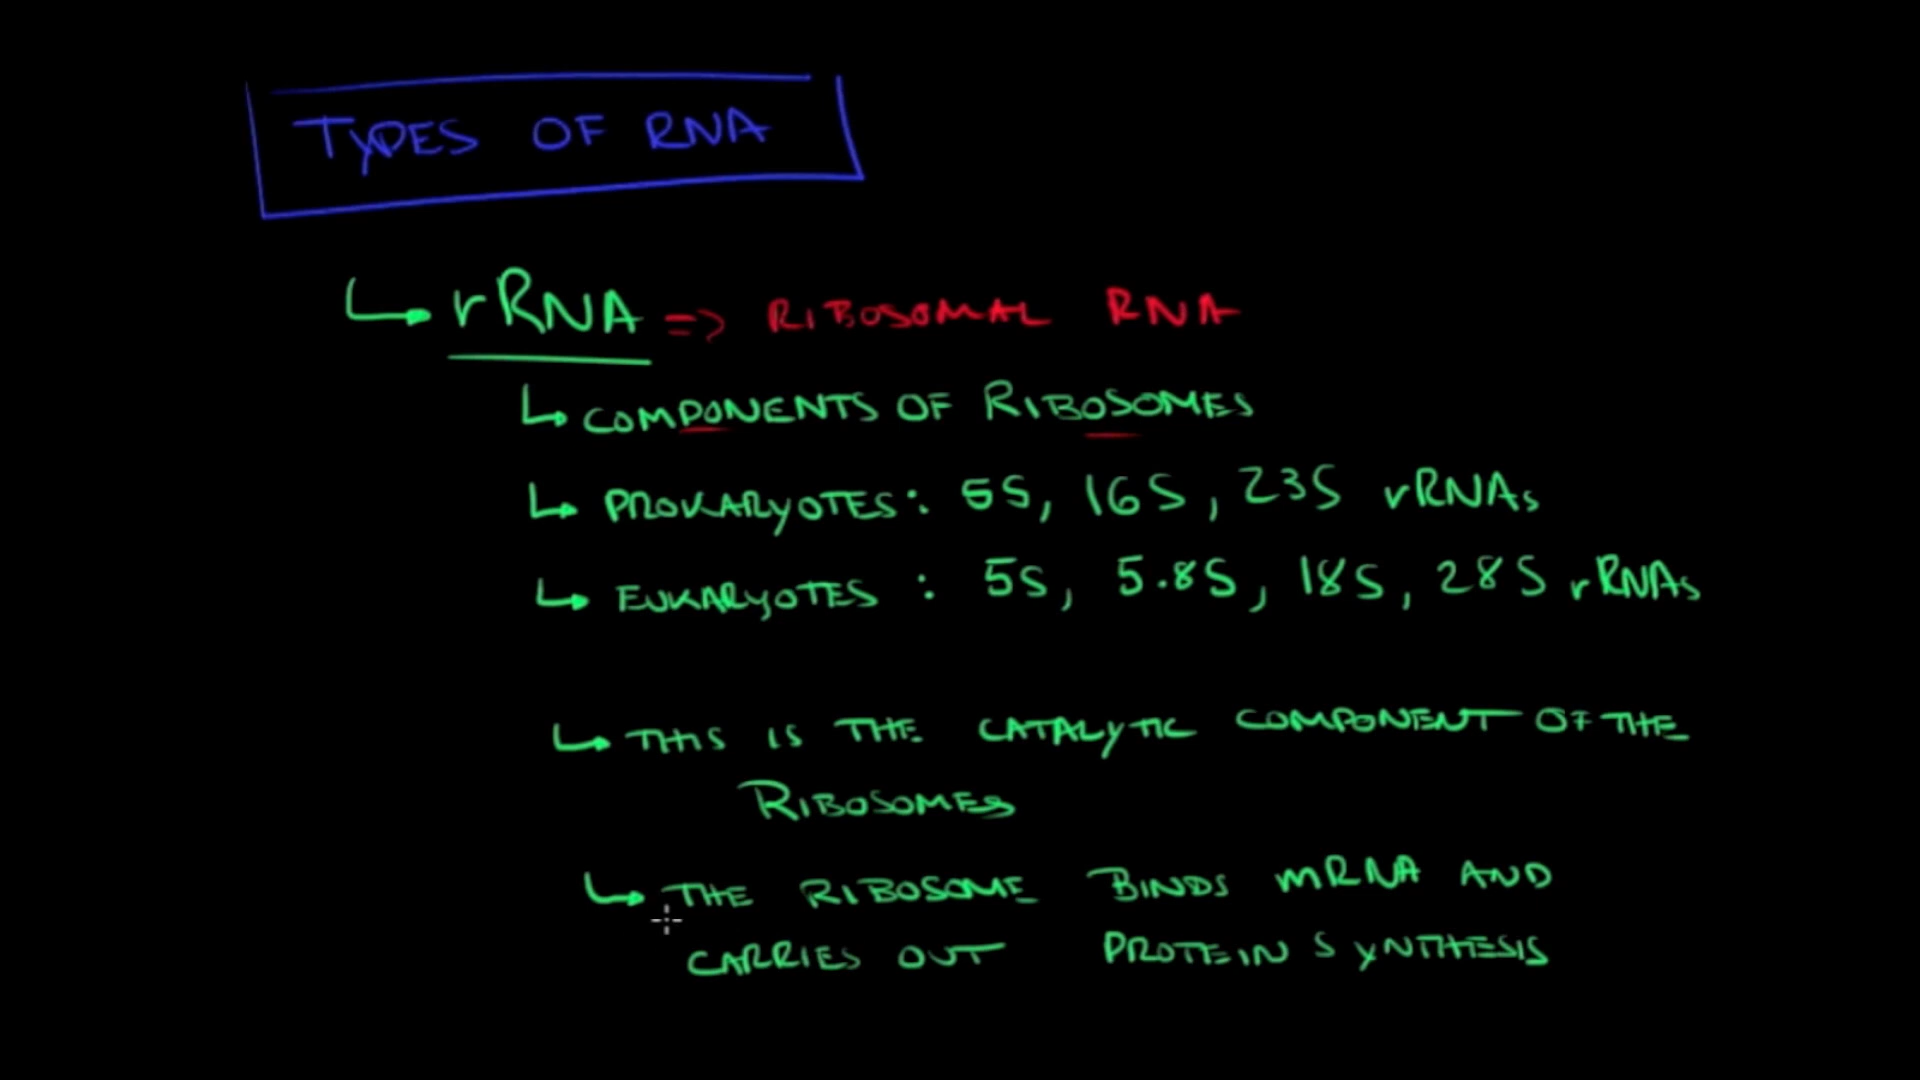 TYPES OF RNA
rRNA => RIBOSOMAL RNA
COMPONENTS OF RIBOSOMES
PROKARYOTES: 5S, 16S, 23S rRNAs
EUKARYOTES: 5S, 5.8S, 18S, 28S rRNAs
THIS IS THE CATALYTIC COMPONENT OF THE
RIBOSOMES
THE RIBOSOME BINDS mRNA AND
CARRIES OUT PROTEIN SYNTHESIS